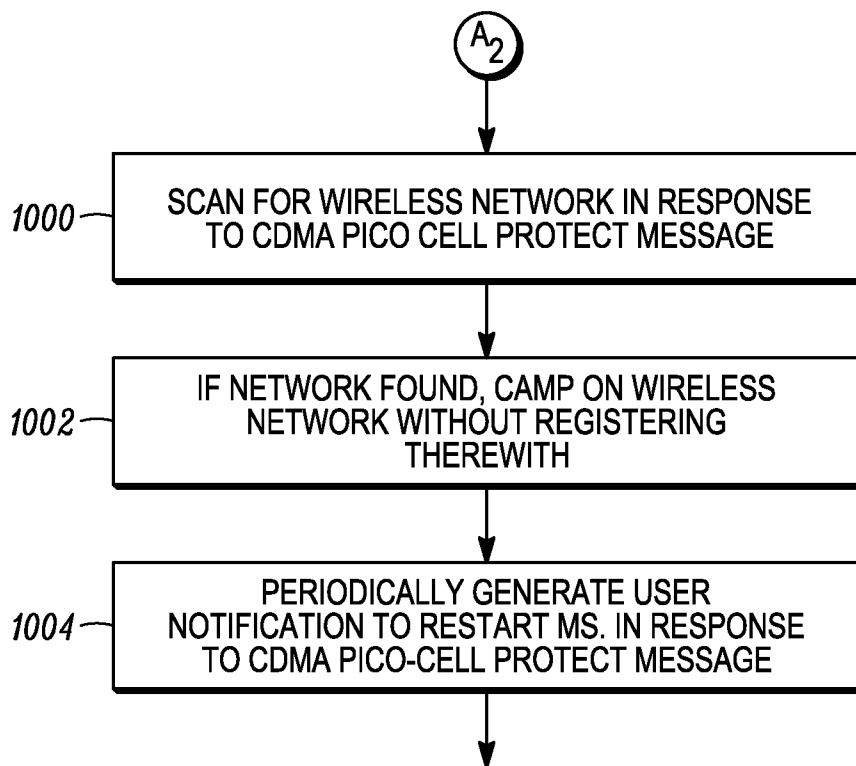 A2
1000
SCAN FOR WIRELESS NETWORK IN RESPONSE
TO CDMA PICO CELL PROTECT MESSAGE
1002
IF NETWORK FOUND, CAMP ON WIRELESS
NETWORK WITHOUT REGISTERING
THEREWITH
1004
PERIODICALLY GENERATE USER
NOTIFICATION TO RESTART MS. IN RESPONSE
TO CDMA PICO-CELL PROTECT MESSAGE